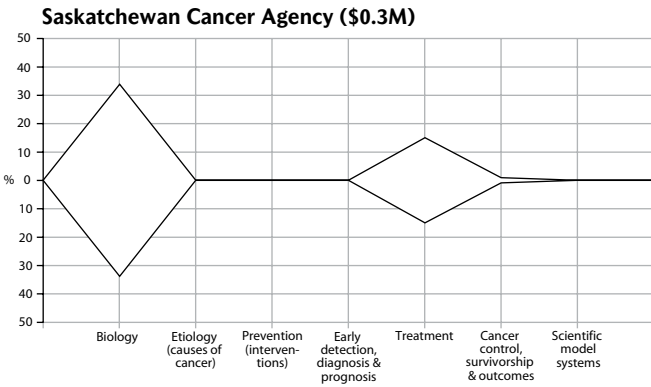 Saskatchewan Cancer Agency ($0.3M)
50
40
30
20
10
% 0
10
20
30
40
50
Biology
Etiology
(causes of
cancer)
Prevention
(interven-
tions)
Early
detection,
diagnosis &
prognosis
Treatment
Cancer
control,
survivorship
& outcomes
Scientific
model
systems